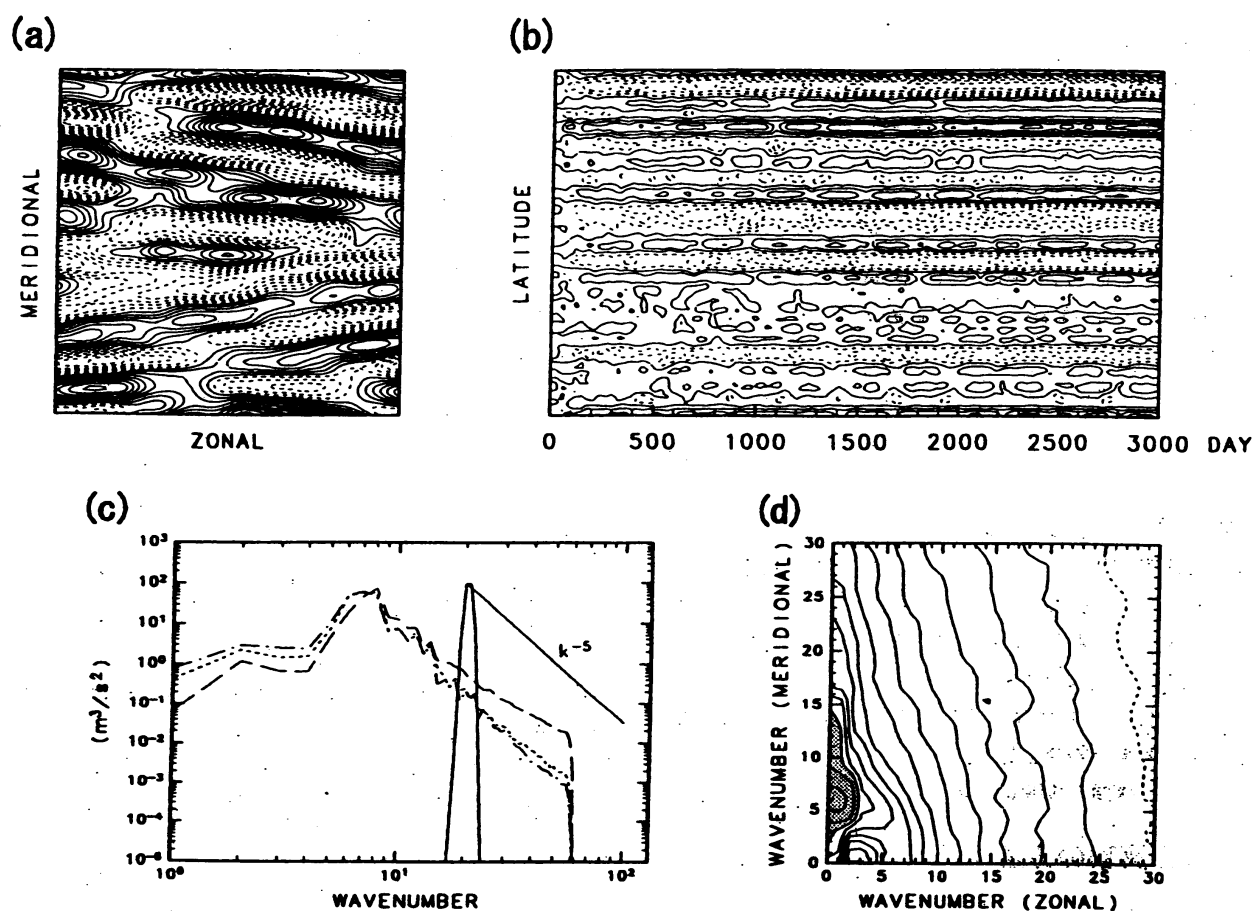 (a)
(b)
MERIDIONAL
ZONAL
LATITUDE
0 500 1000 1500 2000 2500 3000 DAY
(c)
(d)
(m³/s²)
10³
10²
10¹
10⁰
10⁻¹
10⁻²
10⁻³
10⁻⁴
k⁻⁵
10⁰ 10¹ 10²
WAVENUMBER
WAVENUMBER (MERIDIONAL)
30
25
20
15
10
5
0
0 5 10 15 20 25 30
WAVENUMBER (ZONAL)